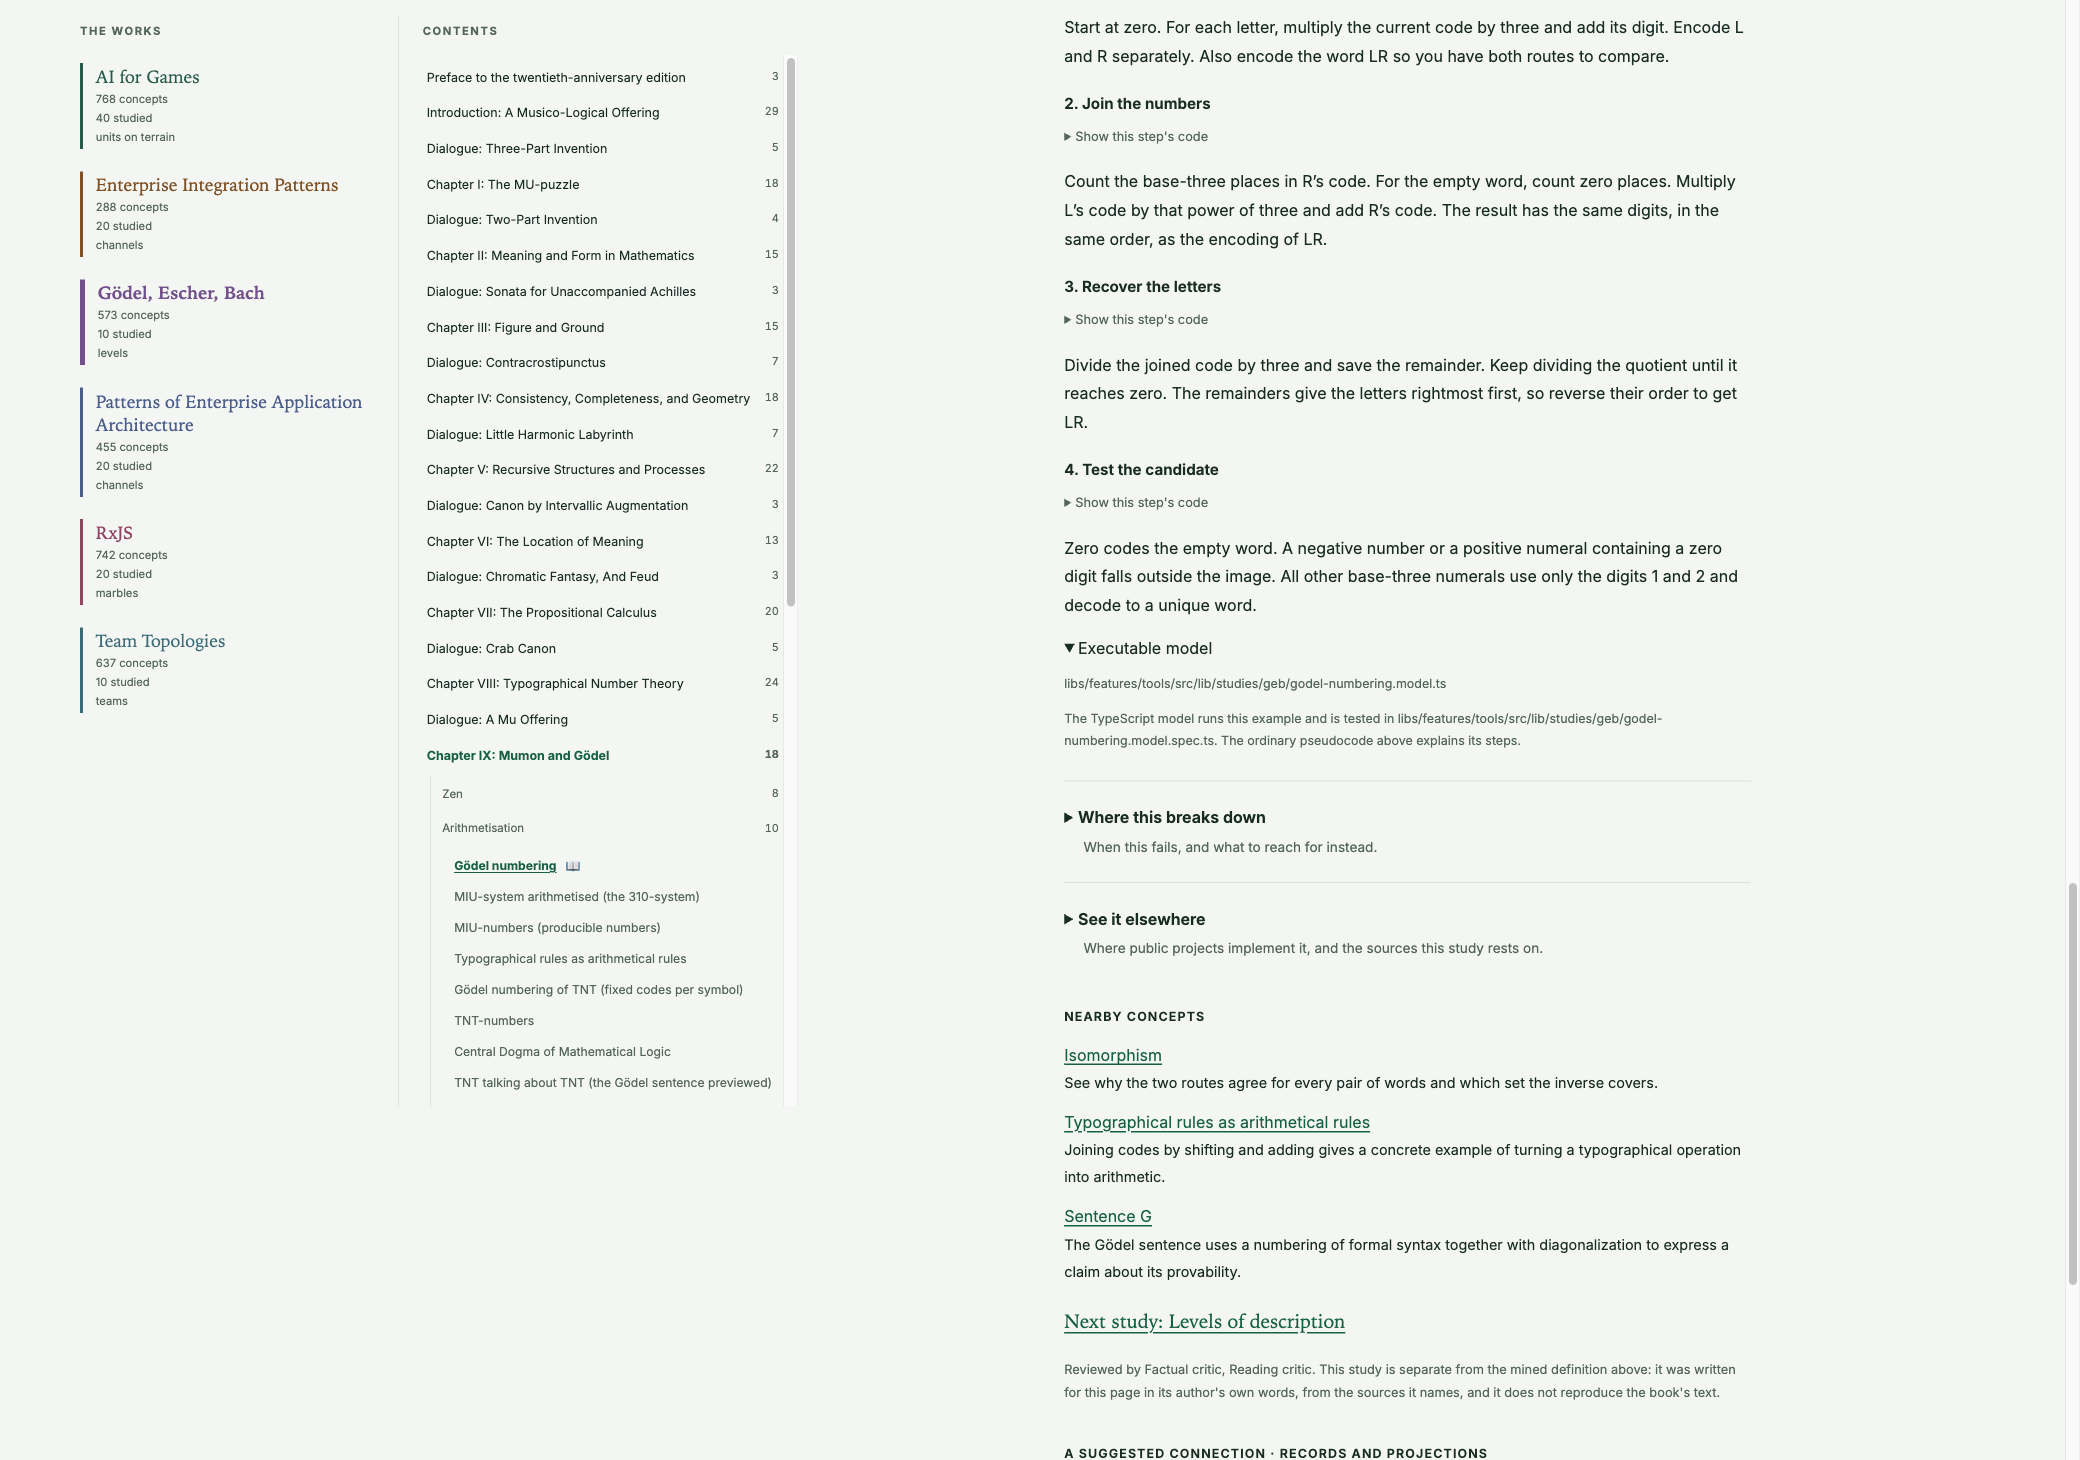 THE WORKS
AI for Games
768 concepts
40 studied
units on terrain
Enterprise Integration Patterns
288 concepts
20 studied
channels
Gödel, Escher, Bach
573 concepts
10 studied
levels
Patterns of Enterprise Application
Architecture
455 concepts
20 studied
channels
RxJS
742 concepts
20 studied
marbles
Team Topologies
637 concepts
10 studied
teams
CONTENTS
Preface to the twentieth-anniversary edition 3
Introduction: A Musico-Logical Offering 29
Dialogue: Three-Part Invention 5
Chapter I: The MU-puzzle 18
Dialogue: Two-Part Invention 4
Chapter II: Meaning and Form in Mathematics 15
Dialogue: Sonata for Unaccompanied Achilles 3
Chapter III: Figure and Ground 15
Dialogue: Contracrostipunctus 7
Chapter IV: Consistency, Completeness, and Geometry 18
Dialogue: Little Harmonic Labyrinth 7
Chapter V: Recursive Structures and Processes 22
Dialogue: Canon by Intervallic Augmentation 3
Chapter VI: The Location of Meaning 13
Dialogue: Chromatic Fantasy, And Feud 3
Chapter VII: The Propositional Calculus 20
Dialogue: Crab Canon 5
Chapter VIII: Typographical Number Theory 24
Dialogue: A Mu Offering 5
Chapter IX: Mumon and Gödel 18
Zen 8
Arithmetisation 10
Gödel numbering
MIU-system arithmetised (the 310-system)
MIU-numbers (producible numbers)
Typographical rules as arithmetical rules
Gödel numbering of TNT (fixed codes per symbol)
TNT-numbers
Central Dogma of Mathematical Logic
TNT talking about TNT (the Gödel sentence previewed)
Start at zero. For each letter, multiply the current code by three and add its digit. Encode L
and R separately. Also encode the word LR so you have both routes to compare.
2. Join the numbers
Show this step's code
Count the base-three places in R’s code. For the empty word, count zero places. Multiply
L’s code by that power of three and add R’s code. The result has the same digits, in the
same order, as the encoding of LR.
3. Recover the letters
Show this step's code
Divide the joined code by three and save the remainder. Keep dividing the quotient until it
reaches zero. The remainders give the letters rightmost first, so reverse their order to get
LR.
4. Test the candidate
Show this step's code
Zero codes the empty word. A negative number or a positive numeral containing a zero
digit falls outside the image. All other base-three numerals use only the digits 1 and 2 and
decode to a unique word.
Executable model
libs/features/tools/src/lib/studies/geb/godel-numbering.model.ts
The TypeScript model runs this example and is tested in libs/features/tools/src/lib/studies/geb/godel-
numbering.model.spec.ts. The ordinary pseudocode above explains its steps.
Where this breaks down
When this fails, and what to reach for instead.
See it elsewhere
Where public projects implement it, and the sources this study rests on.
NEARBY CONCEPTS
Isomorphism
See why the two routes agree for every pair of words and which set the inverse covers.
Typographical rules as arithmetical rules
Joining codes by shifting and adding gives a concrete example of turning a typographical operation
into arithmetic.
Sentence G
The Gödel sentence uses a numbering of formal syntax together with diagonalization to express a
claim about its provability.
Next study: Levels of description
Reviewed by Factual critic, Reading critic. This study is separate from the mined definition above: it was written
for this page in its author's own words, from the sources it names, and it does not reproduce the book's text.
A SUGGESTED CONNECTION · RECORDS AND PROJECTIONS